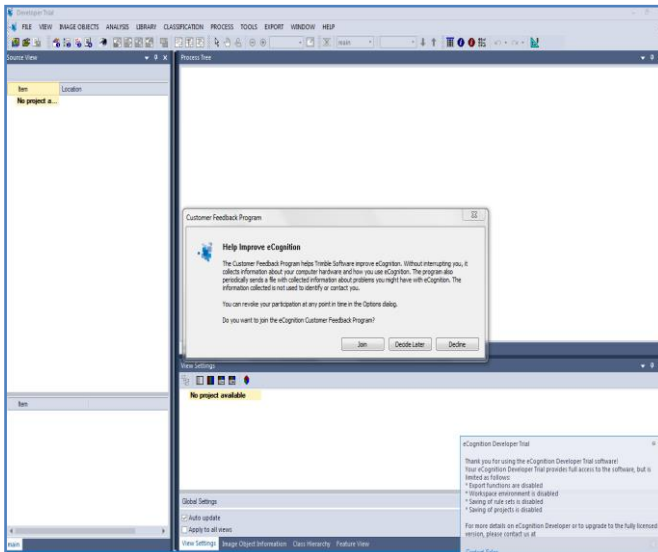 Developer Trial
FILE VIEW IMAGE OBJECTS ANALYSIS LIBRARY CLASSIFICATION PROCESS TOOLS EXPORT WINDOW HELP
main
Source View
Process Tree
Item Location
No project a...
Customer Feedback Program
Help Improve eCognition
The Customer Feedback Program helps Trimble Software improve eCognition. Without interrupting you, it
collects information about your computer hardware and how you use eCognition. The program also
periodically sends a file with collected information about problems you might have with eCognition. The
information collected is not used to identify or contact you.
You can revoke your participation at any point in time in the Options dialog.
Do you want to join the eCognition Customer Feedback Program?
Join Decide Later Decline
View Settings
No project available
Item
eCognition Developer Trial
Thank you for using the eCognition Developer Trial software!
Your eCognition Developer Trial provides full access to the software, but is
limited as follows:
* Export functions are disabled
* Workspace environment is disabled
* Saving of rule sets is disabled
* Saving of projects is disabled
For more details on eCognition Developer or to upgrade to the fully licensed
version, please contact us at
Contact Sales
Global Settings
Auto update
Apply to all views
main
View Settings Image Object Information Class Hierarchy Feature View